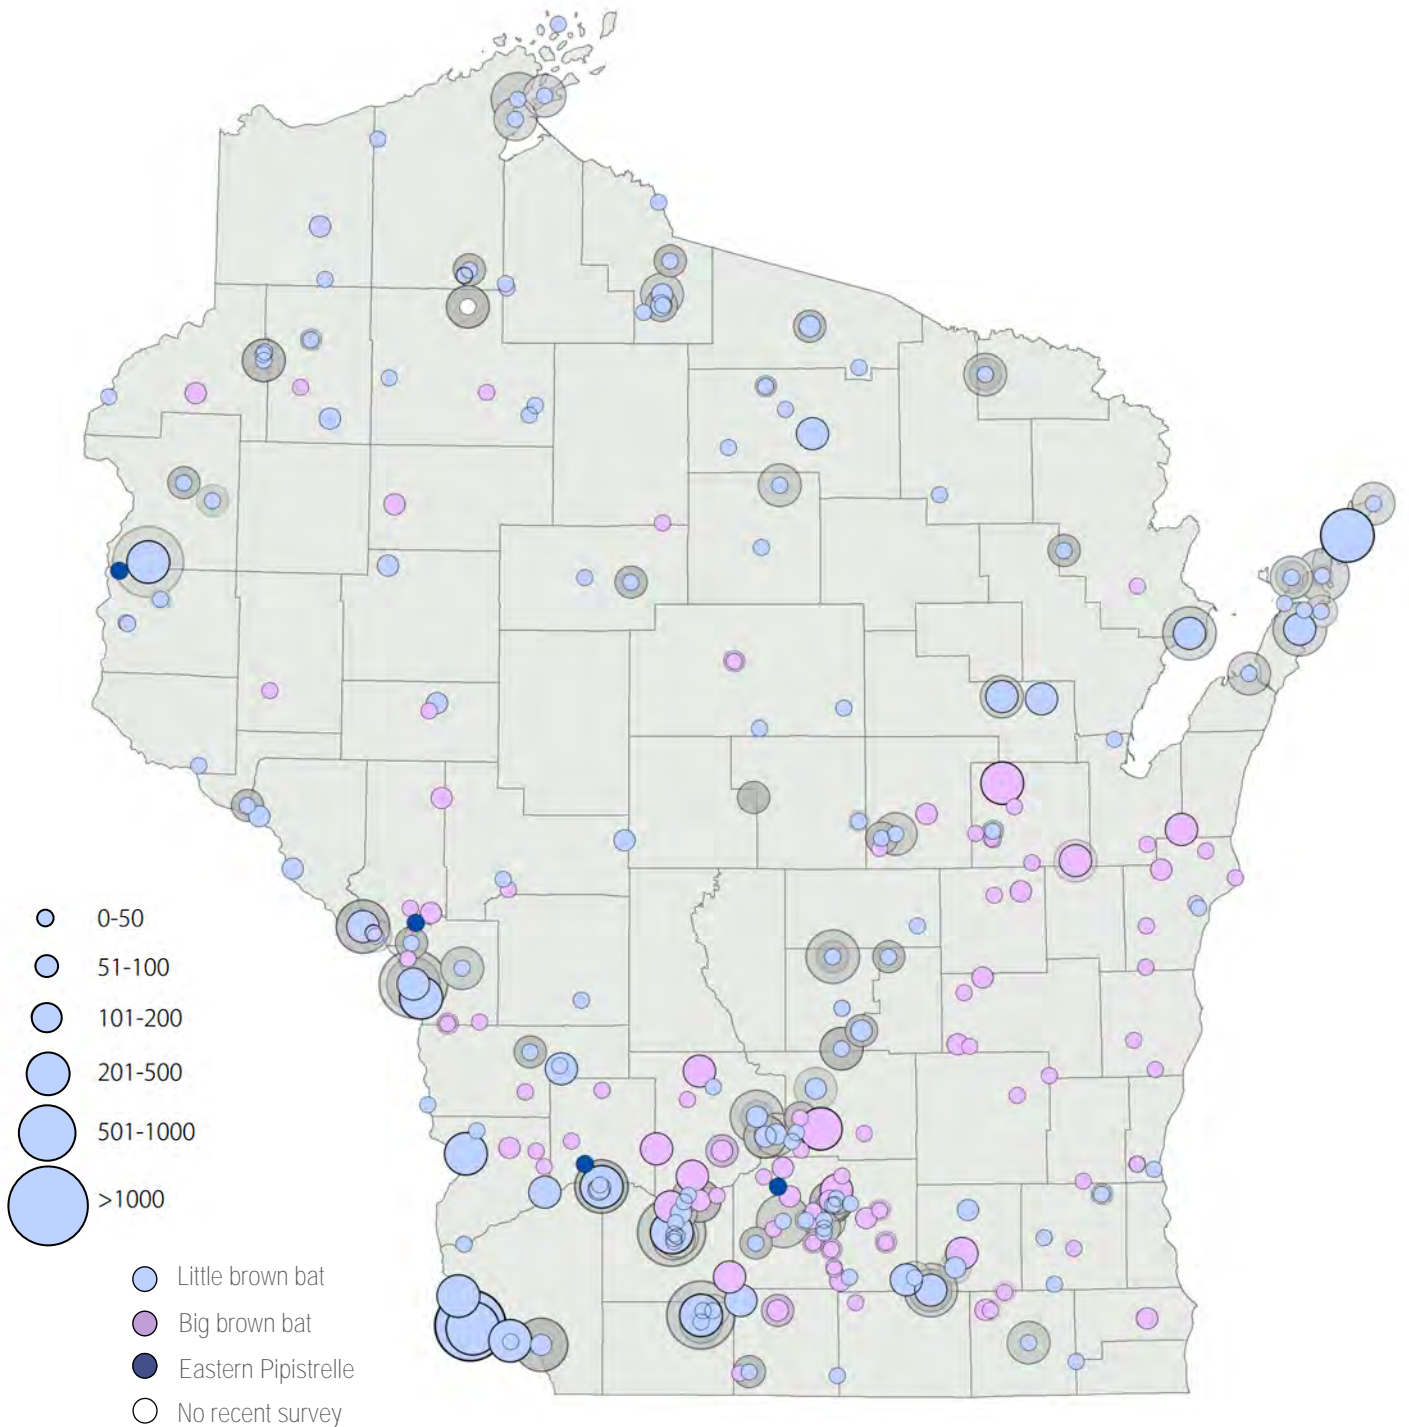 0-50
51-100
101-200
201-500
501-1000
>1000
Little brown bat
Big brown bat
Eastern Pipistrelle
No recent survey